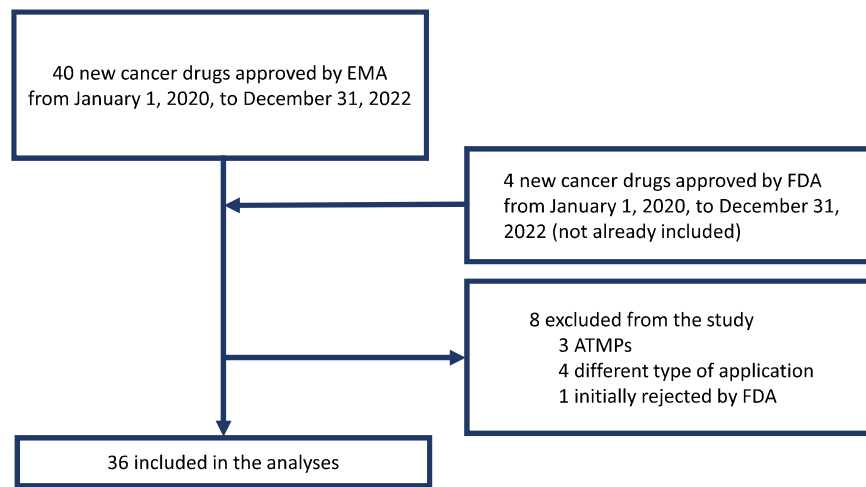 40 new cancer drugs approved by EMA
from January 1, 2020, to December 31, 2022
4 new cancer drugs approved by FDA
from January 1, 2020, to December 31,
2022 (not already included)
8 excluded from the study
3 ATMPs
4 different type of application
1 initially rejected by FDA
36 included in the analyses